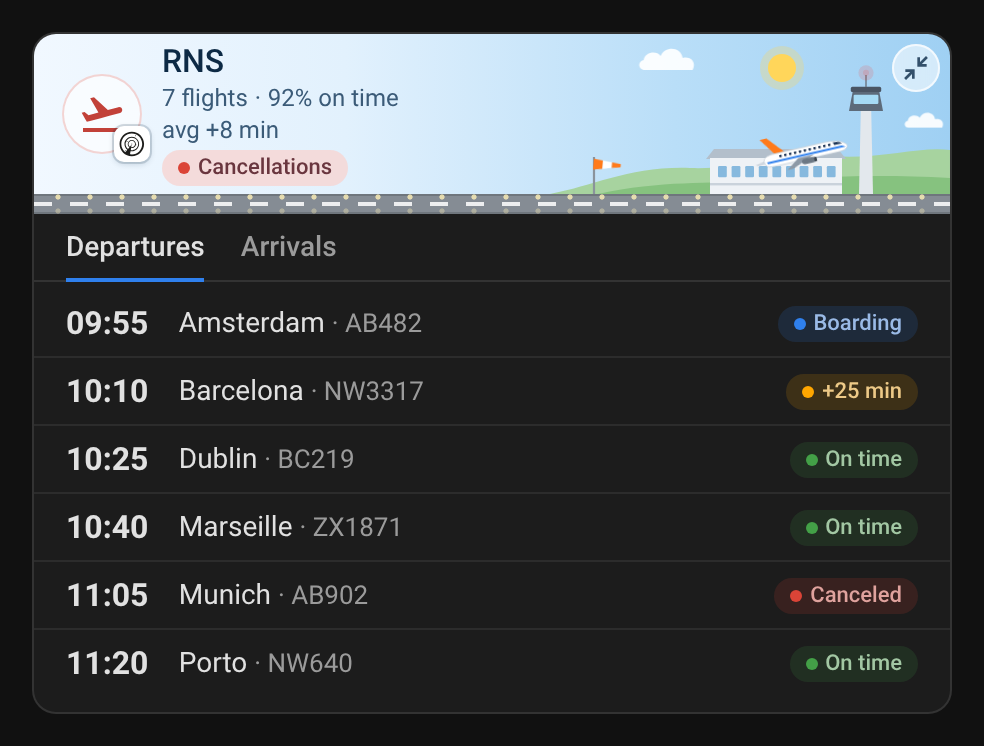 RNS
7 flights · 92% on time
avg +8 min
Cancellations
Departures Arrivals
09:55 Amsterdam · AB482 Boarding
10:10 Barcelona · NW3317 +25 min
10:25 Dublin · BC219 On time
10:40 Marseille · ZX1871 On time
11:05 Munich · AB902 Canceled
11:20 Porto · NW640 On time